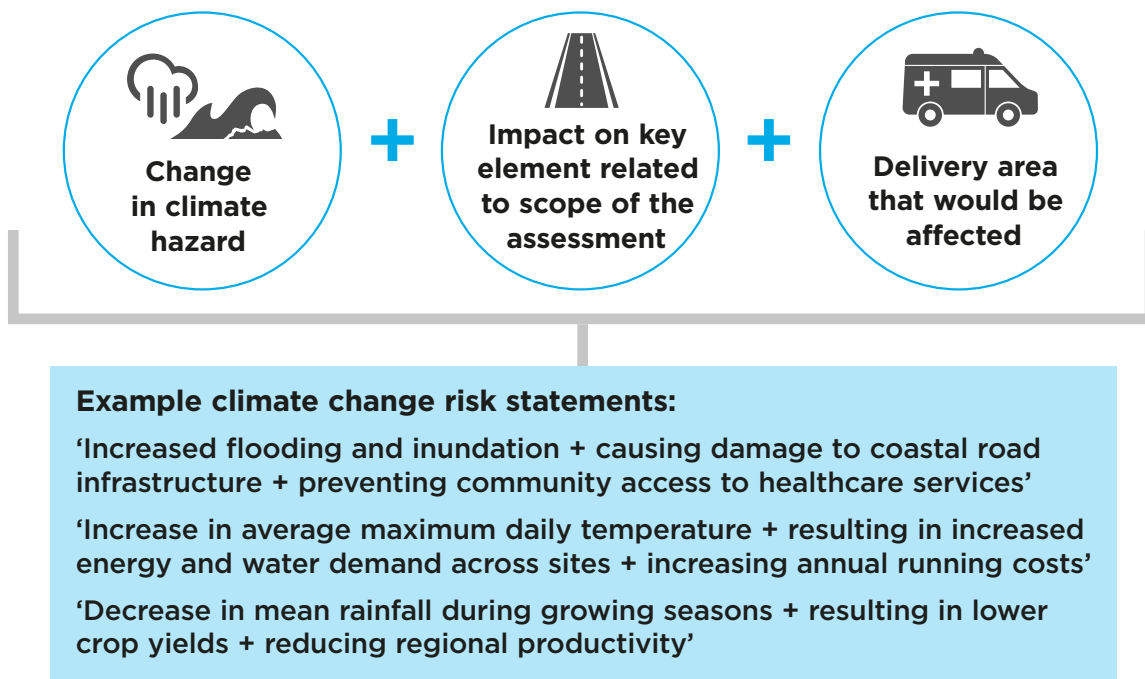 Change
in climate
hazard
+
Impact on key
element related
to scope of the
assessment
+
Delivery area
that would be
affected
Example climate change risk statements:
‘Increased flooding and inundation + causing damage to coastal road
infrastructure + preventing community access to healthcare services’
‘Increase in average maximum daily temperature + resulting in increased
energy and water demand across sites + increasing annual running costs’
‘Decrease in mean rainfall during growing seasons + resulting in lower
crop yields + reducing regional productivity’